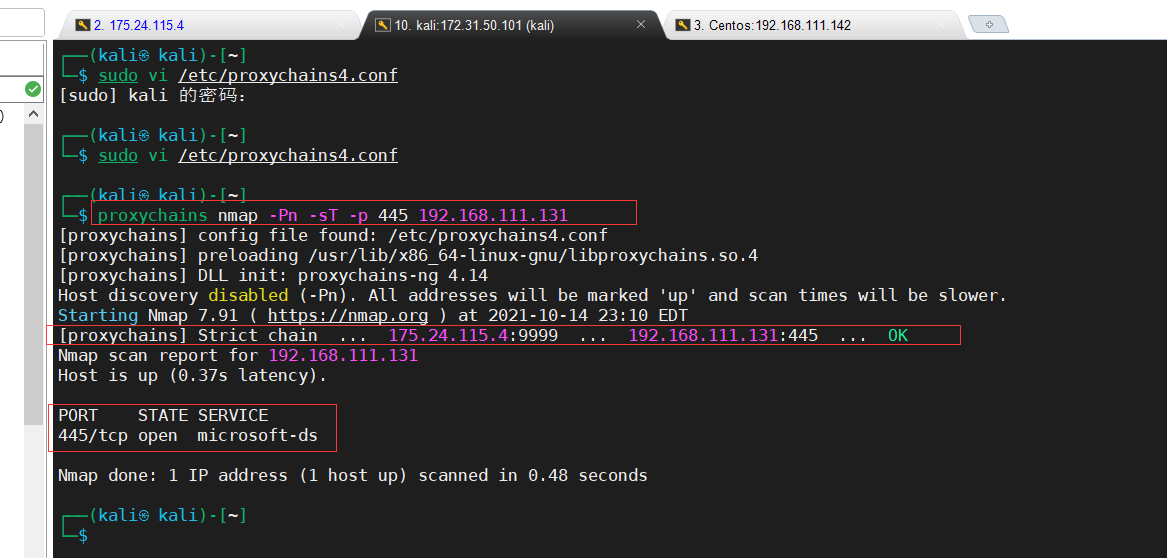 2. 175.24.115.4
10. kali:172.31.50.101 (kali)
3. Centos:192.168.111.142
┌──(kali㉿kali)-[~]
└─$ sudo vi /etc/proxychains4.conf
[sudo] kali 的密码：
┌──(kali㉿kali)-[~]
└─$ sudo vi /etc/proxychains4.conf
┌──(kali㉿kali)-[~]
└─$ proxychains nmap -Pn -sT -p 445 192.168.111.131
[proxychains] config file found: /etc/proxychains4.conf
[proxychains] preloading /usr/lib/x86_64-linux-gnu/libproxychains.so.4
[proxychains] DLL init: proxychains-ng 4.14
Host discovery disabled (-Pn). All addresses will be marked 'up' and scan times will be slower.
Starting Nmap 7.91 ( https://nmap.org ) at 2021-10-14 23:10 EDT
[proxychains] Strict chain  ...  175.24.115.4:9999  ...  192.168.111.131:445  ...  OK
Nmap scan report for 192.168.111.131
Host is up (0.37s latency).
PORT    STATE SERVICE
445/tcp open  microsoft-ds
Nmap done: 1 IP address (1 host up) scanned in 0.48 seconds
┌──(kali㉿kali)-[~]
└─$